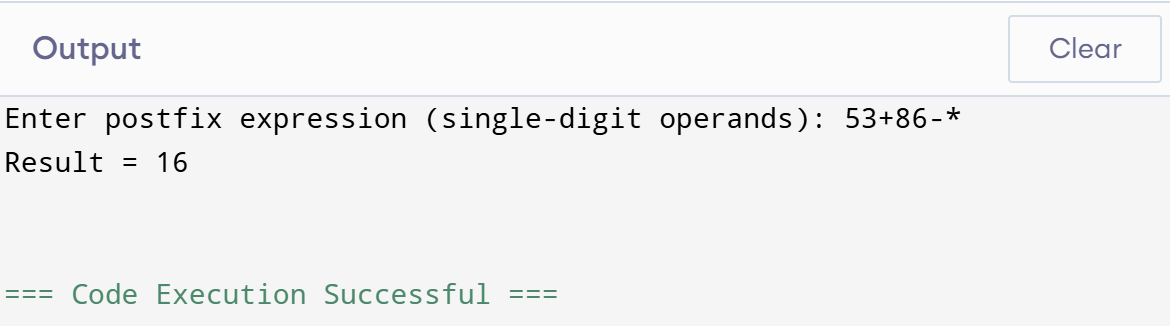 Output
Clear
Enter postfix expression (single-digit operands): 53+86-*
Result = 16
=== Code Execution Successful ===